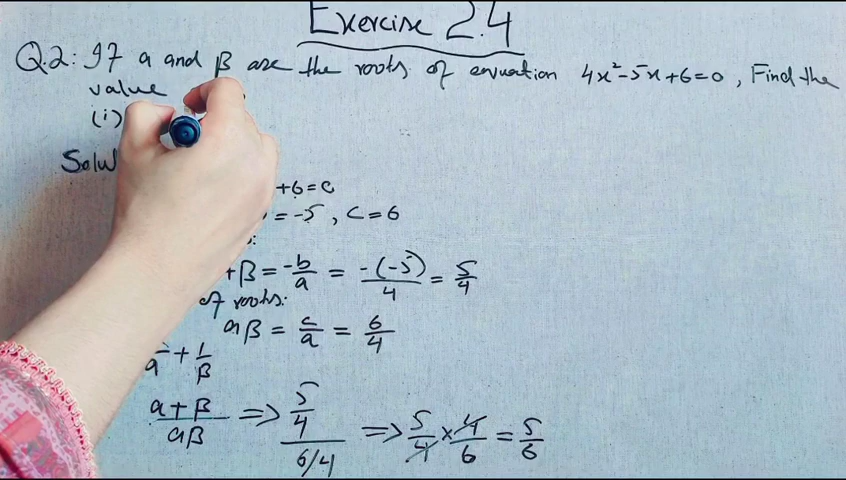 Exercise 2.4
Q.2: If α and β are the roots of equation 4x²-5x+6=0, Find the
value
(i)
Solu
+6=0
=-5, c=6
+β = -b/a = -(-5)/4 = 5/4
of roots:
αβ = c/a = 6/4
α + 1/β
α+β/αβ => 5/4/6/4 => 5/4 × 4/6 = 5/6